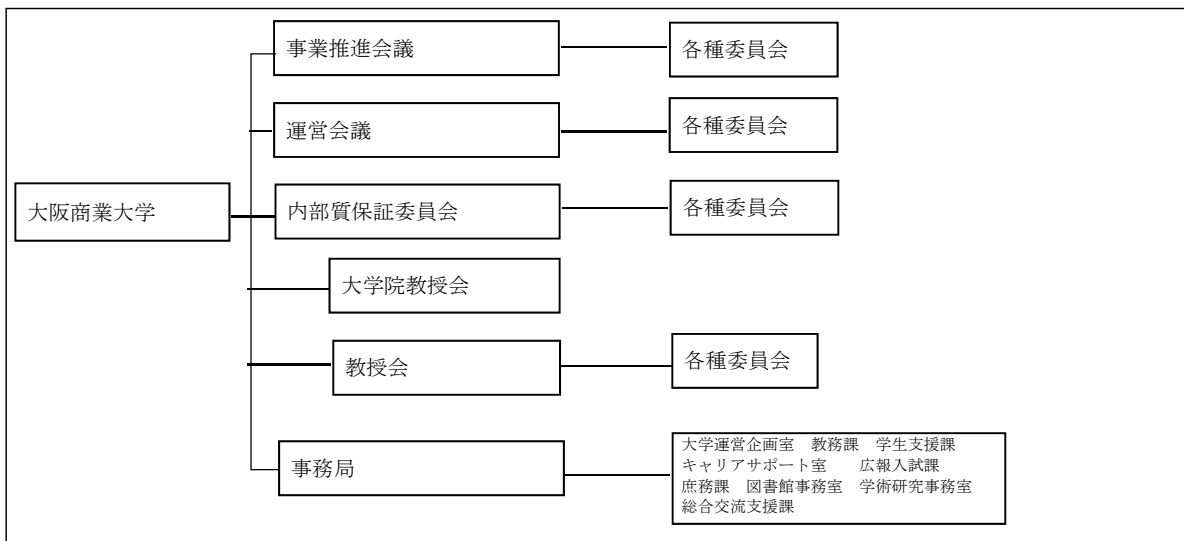 事業推進会議
各種委員会
運営会議
各種委員会
大阪商業大学
内部質保証委員会
各種委員会
大学院教授会
教授会
各種委員会
事務局
大学運営企画室　教務課　学生支援課
キャリアサポート室　　広報入試課
庶務課　図書館事務室　学術研究事務室
総合交流支援課